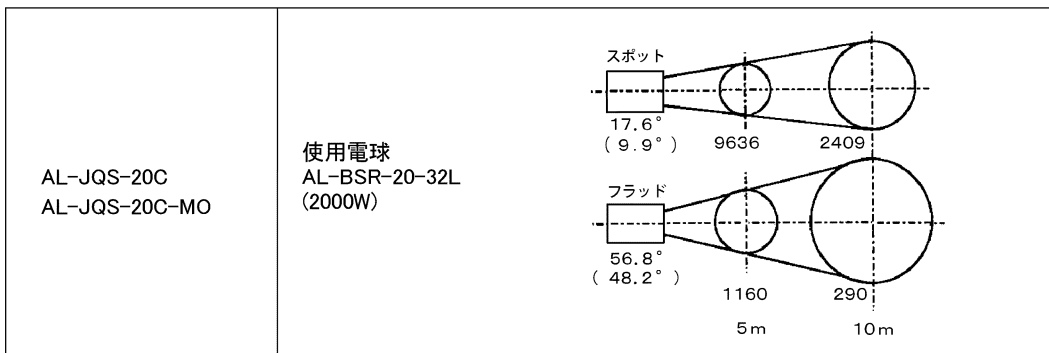 AL-JQS-20C
AL-JQS-20C-MO
使用電球
AL-BSR-20-32L
(2000W)
スポット
17.6°
( 9.9° )
9636
2409
フラッド
56.8°
( 48.2° )
1160
290
5m
10m